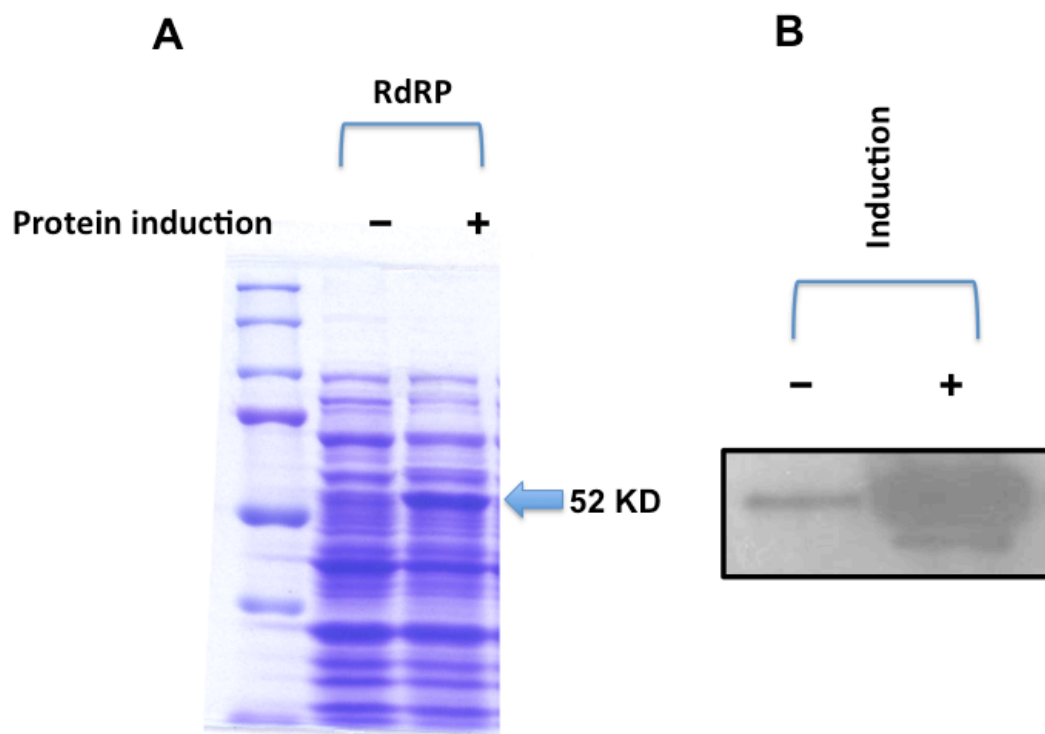 A
B
RdRP
Induction
Protein induction
− +
− +
52 KD